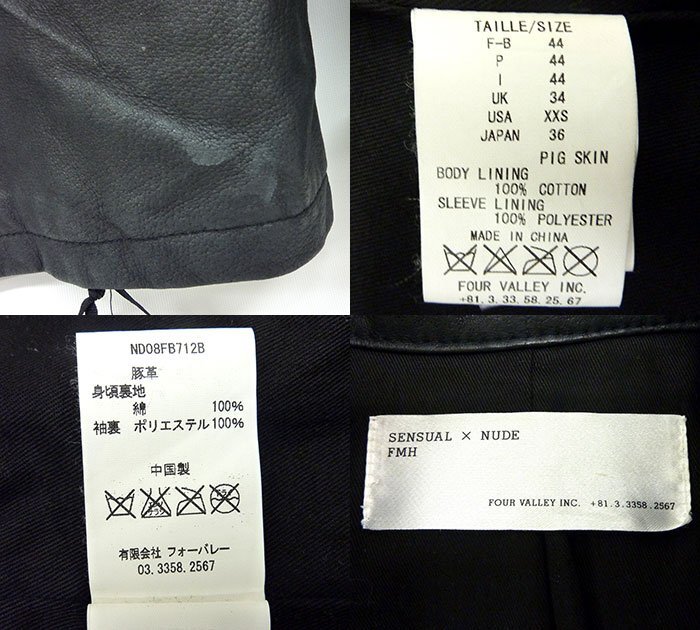 TAILLE/SIZE
F-B 44
P 44
I 44
UK 34
USA XXS
JAPAN 36
PIG SKIN
BODY LINING
100% COTTON
SLEEVE LINING
100% POLYESTER
MADE IN CHINA
FOUR VALLEY INC.
+81.3.33.58.25.67
ND08FB712B
豚革
身頃裏地
綿 100%
袖裏 ポリエステル100%
中国製
有限会社 フォーバレー
03.3358.2567
SENSUAL × NUDE
FMH
FOUR VALLEY INC. +81.3.3358.2567